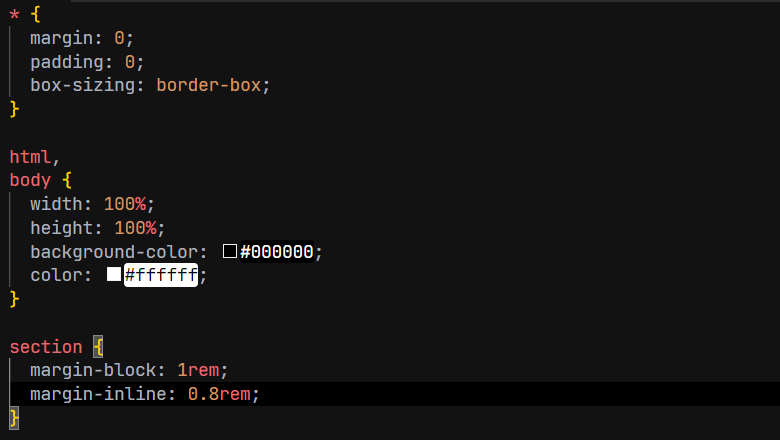 * {
  margin: 0;
  padding: 0;
  box-sizing: border-box;
}

html,
body {
  width: 100%;
  height: 100%;
  background-color: #000000;
  color: #ffffff;
}

section {
  margin-block: 1rem;
  margin-inline: 0.8rem;
}